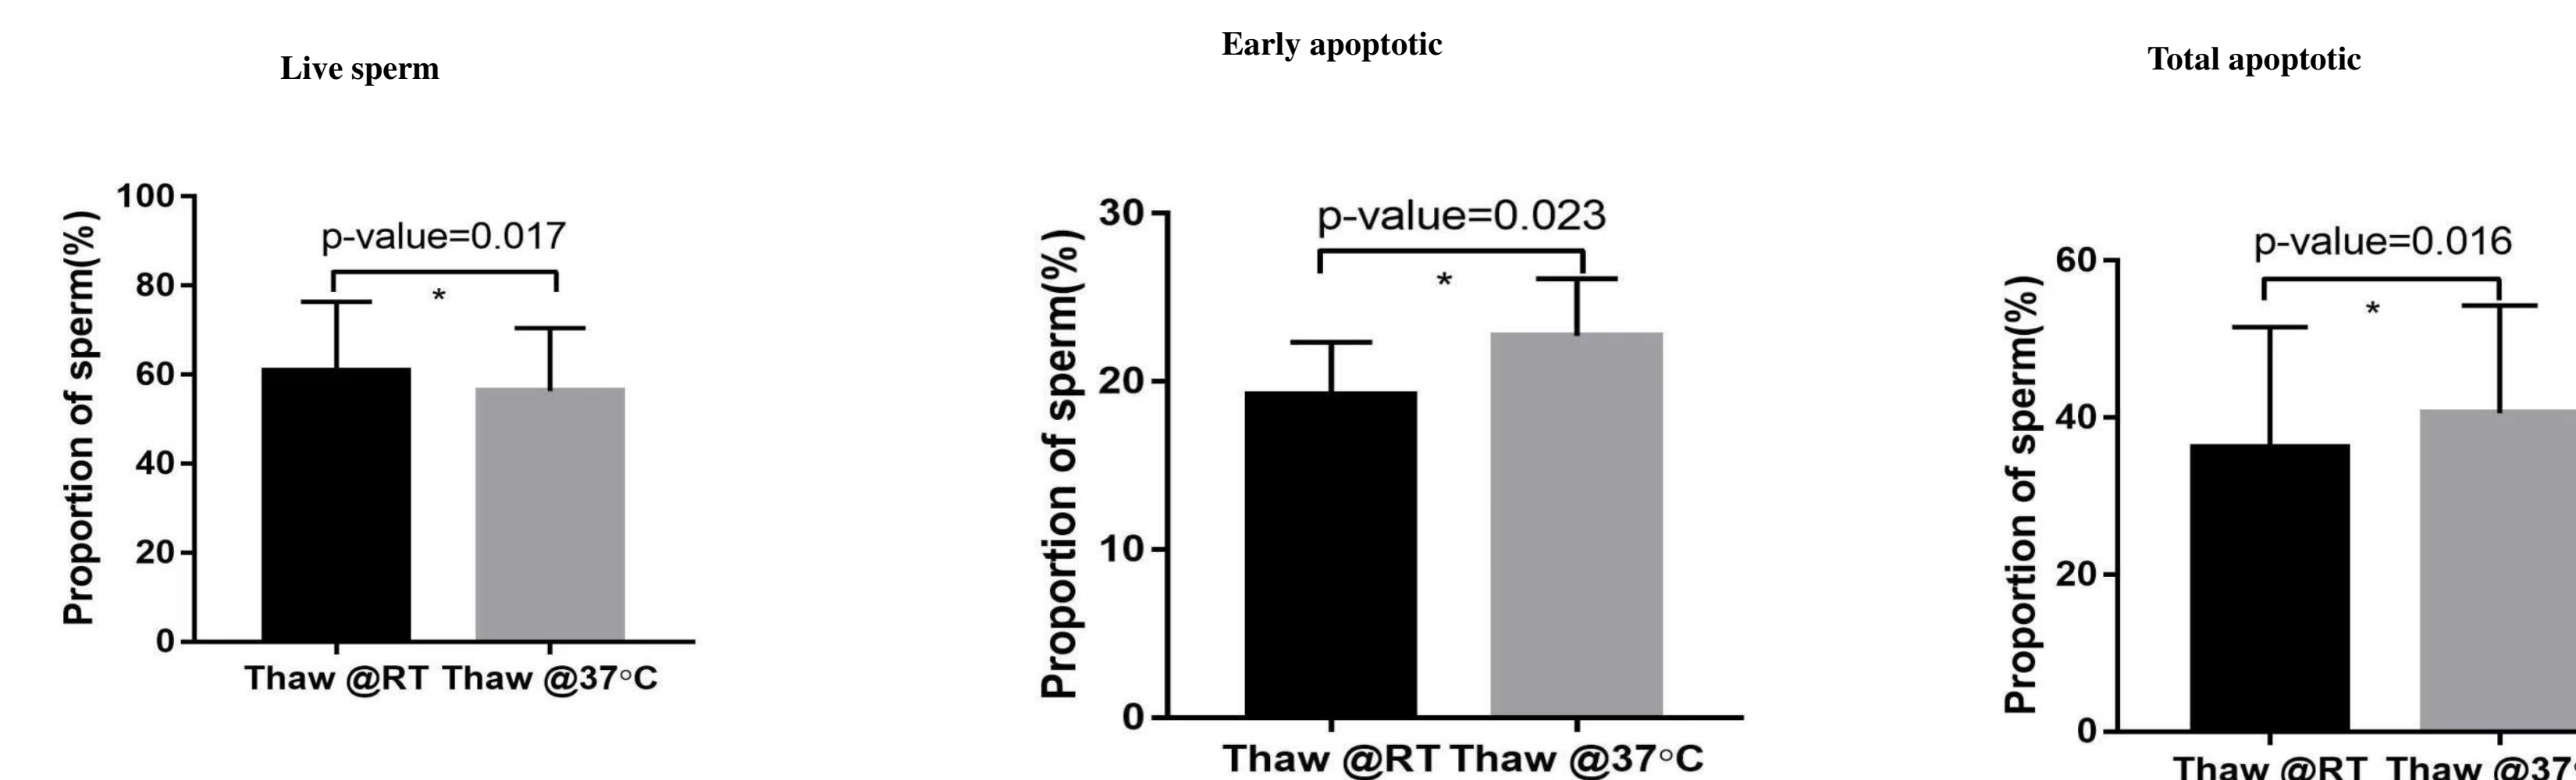 Live sperm
100
80
60
40
20
0
Proportion of sperm(%)
p-value=0.017
*
Thaw @RT Thaw @37°C
Early apoptotic
30
20
10
0
Proportion of sperm(%)
p-value=0.023
*
Thaw @RT Thaw @37°C
Total apoptotic
60
40
20
0
Proportion of sperm(%)
p-value=0.016
*
Thaw @RT Thaw @37°